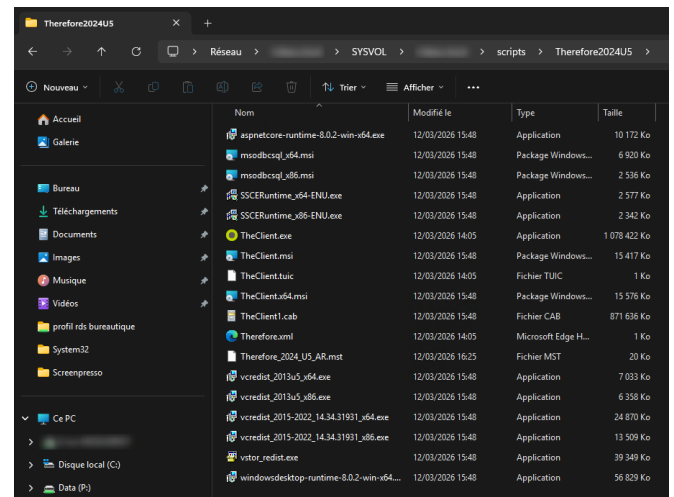 Therefore2024U5
Réseau > SYSVOL > scripts > Therefore2024U5 >
Nouveau Trier Afficher ...
Nom Modifié le Type Taille
Accueil
Galerie
Bureau
Téléchargements
Documents
Images
Musique
Vidéos
profil rds bureautique
System32
Screenpresso
Ce PC
Disque local (C:)
Data (P:)
aspnetcore-runtime-8.0.2-win-x64.exe 12/03/2026 15:48 Application 10 172 Ko
msodbcsql_x64.msi 12/03/2026 15:48 Package Windows... 6 920 Ko
msodbcsql_x86.msi 12/03/2026 15:48 Package Windows... 2 536 Ko
SSCERuntime_x64-ENU.exe 12/03/2026 15:48 Application 2 577 Ko
SSCERuntime_x86-ENU.exe 12/03/2026 15:48 Application 2 342 Ko
TheClient.exe 12/03/2026 14:05 Application 1 078 422 Ko
TheClient.msi 12/03/2026 15:48 Package Windows... 15 417 Ko
TheClient.tuic 12/03/2026 14:05 Fichier TUIC 1 Ko
TheClient.x64.msi 12/03/2026 15:48 Package Windows... 15 576 Ko
TheClient1.cab 12/03/2026 15:48 Fichier CAB 871 636 Ko
Therefore.xml 12/03/2026 14:05 Microsoft Edge H... 1 Ko
Therefore_2024_U5_AR.mst 12/03/2026 16:25 Fichier MST 20 Ko
vcredist_2013u5_x64.exe 12/03/2026 15:48 Application 7 033 Ko
vcredist_2013u5_x86.exe 12/03/2026 15:48 Application 6 358 Ko
vcredist_2015-2022_14.34.31931_x64.exe 12/03/2026 15:48 Application 24 870 Ko
vcredist_2015-2022_14.34.31931_x86.exe 12/03/2026 15:48 Application 13 509 Ko
vstor_redist.exe 12/03/2026 15:48 Application 39 349 Ko
windowsdesktop-runtime-8.0.2-win-x64.... 12/03/2026 15:48 Application 56 829 Ko